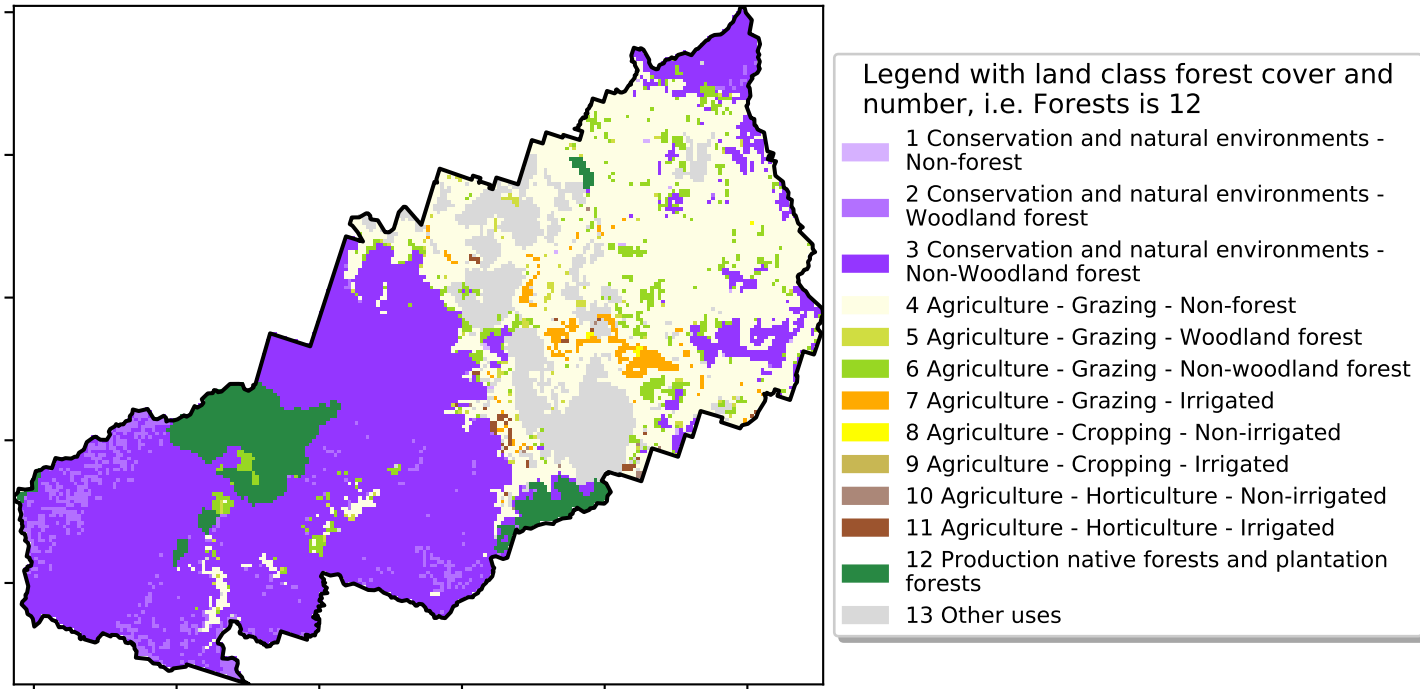 Legend with land class forest cover and
number, i.e. Forests is 12
1 Conservation and natural environments -
Non-forest
2 Conservation and natural environments -
Woodland forest
3 Conservation and natural environments -
Non-Woodland forest
4 Agriculture - Grazing - Non-forest
5 Agriculture - Grazing - Woodland forest
6 Agriculture - Grazing - Non-woodland forest
7 Agriculture - Grazing - Irrigated
8 Agriculture - Cropping - Non-irrigated
9 Agriculture - Cropping - Irrigated
10 Agriculture - Horticulture - Non-irrigated
11 Agriculture - Horticulture - Irrigated
12 Production native forests and plantation
forests
13 Other uses